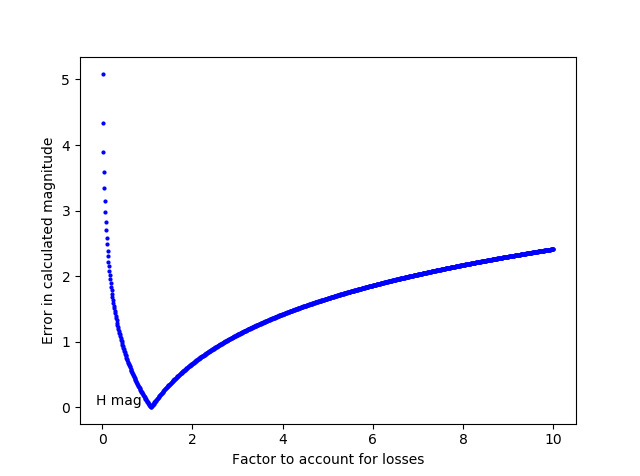 5
4
3
2
1
0
Error in calculated magnitude
H mag
0 2 4 6 8 10
Factor to account for losses